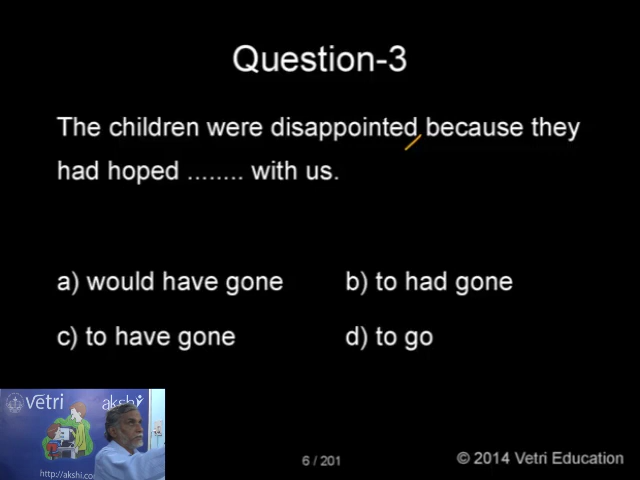 Question-3
The children were disappointed because they
had hoped ........ with us.
a) would have gone
b) to had gone
c) to have gone
d) to go
vetri
akshi
http://akshi.co
6 / 201
© 2014 Vetri Education